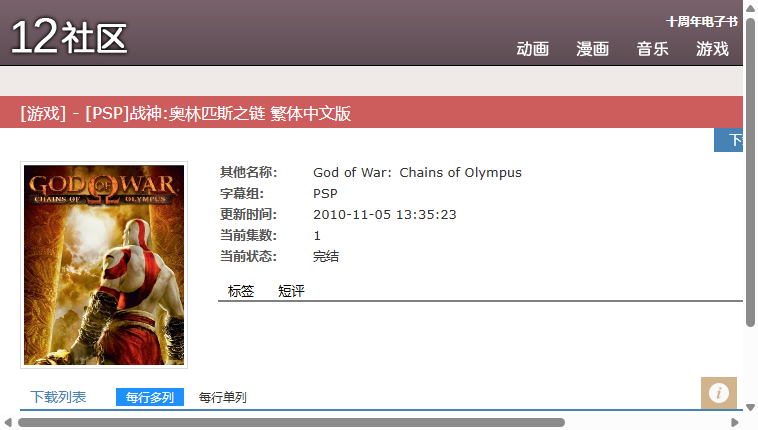 12社区
十周年电子书
动画 漫画 音乐 游戏
[游戏] - [PSP]战神:奥林匹斯之链 繁体中文版
GOD OF WAR
CHAINS OF OLYMPUS
其他名称: God of War: Chains of Olympus
字幕组: PSP
更新时间: 2010-11-05 13:35:23
当前集数: 1
当前状态: 完结
标签 短评
下载列表 每行多列 每行单列